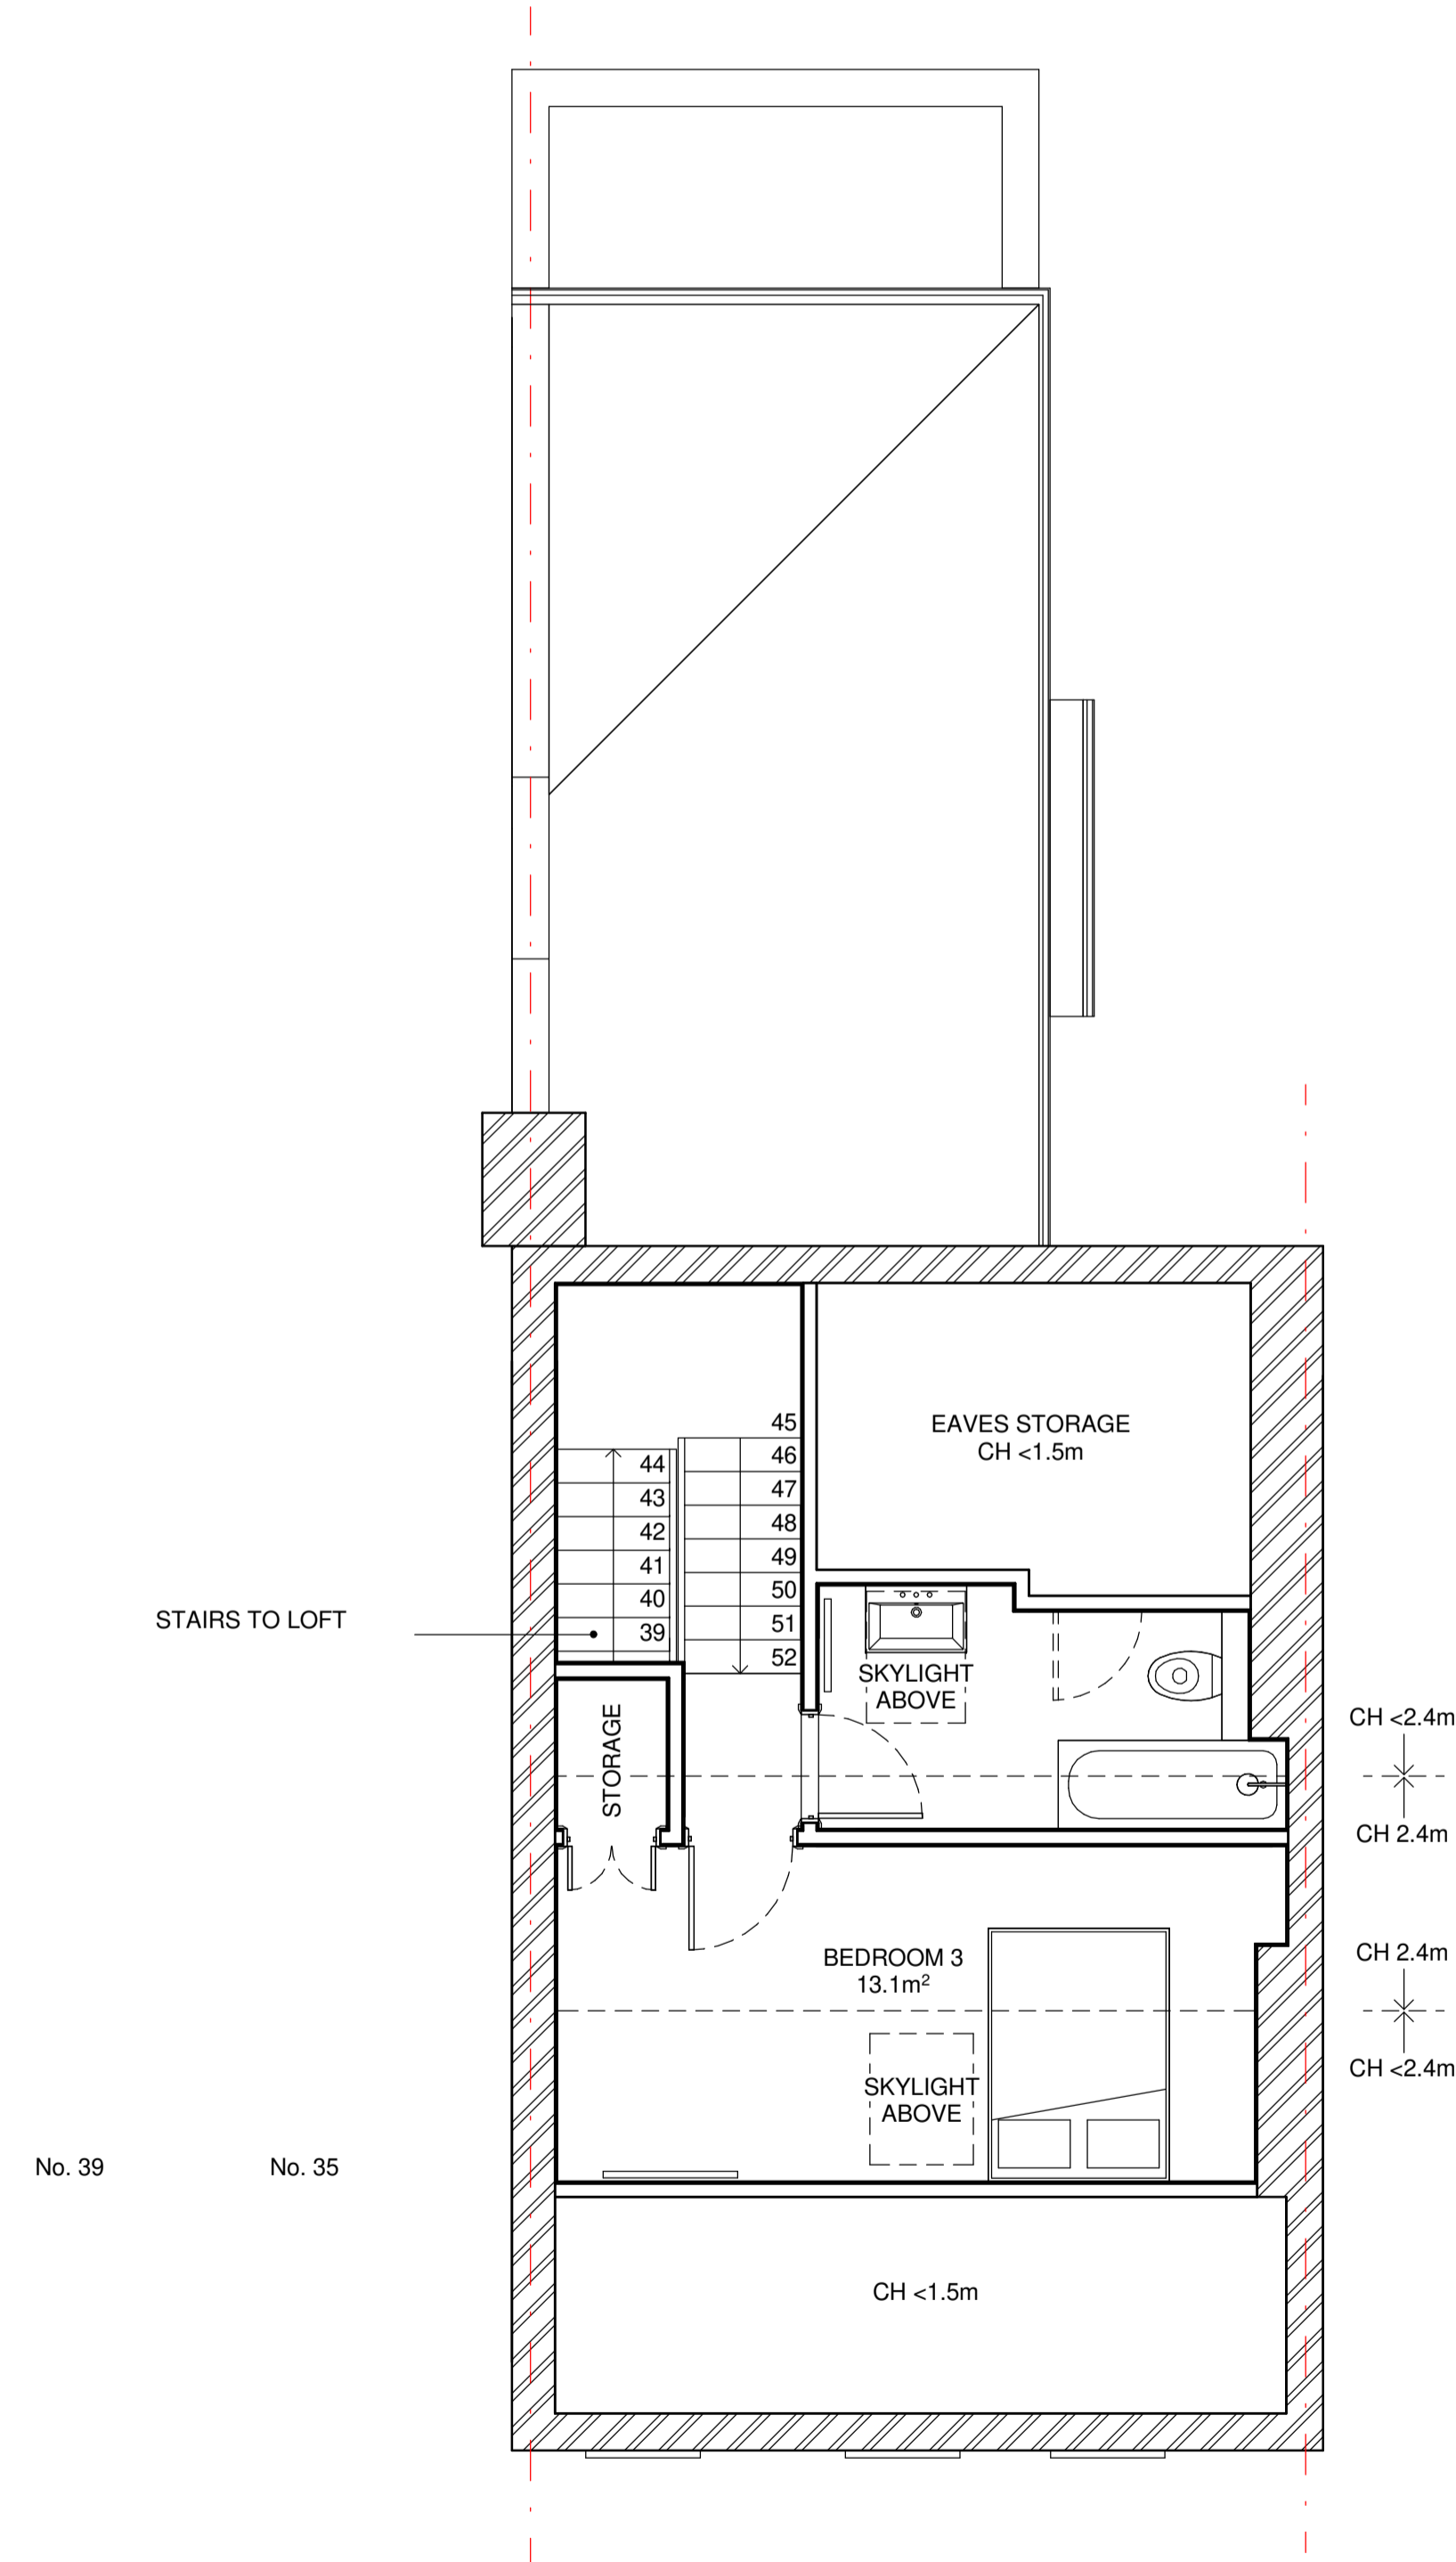 45
46
47
48
49
50
51
52
44
43
42
41
40
39
EAVES STORAGE
CH <1.5m
STAIRS TO LOFT
SKYLIGHT
ABOVE
STORAGE
CH <2.4m
CH 2.4m
BEDROOM 3
13.1m²
CH 2.4m
CH <2.4m
SKYLIGHT
ABOVE
No. 39
No. 35
CH <1.5m